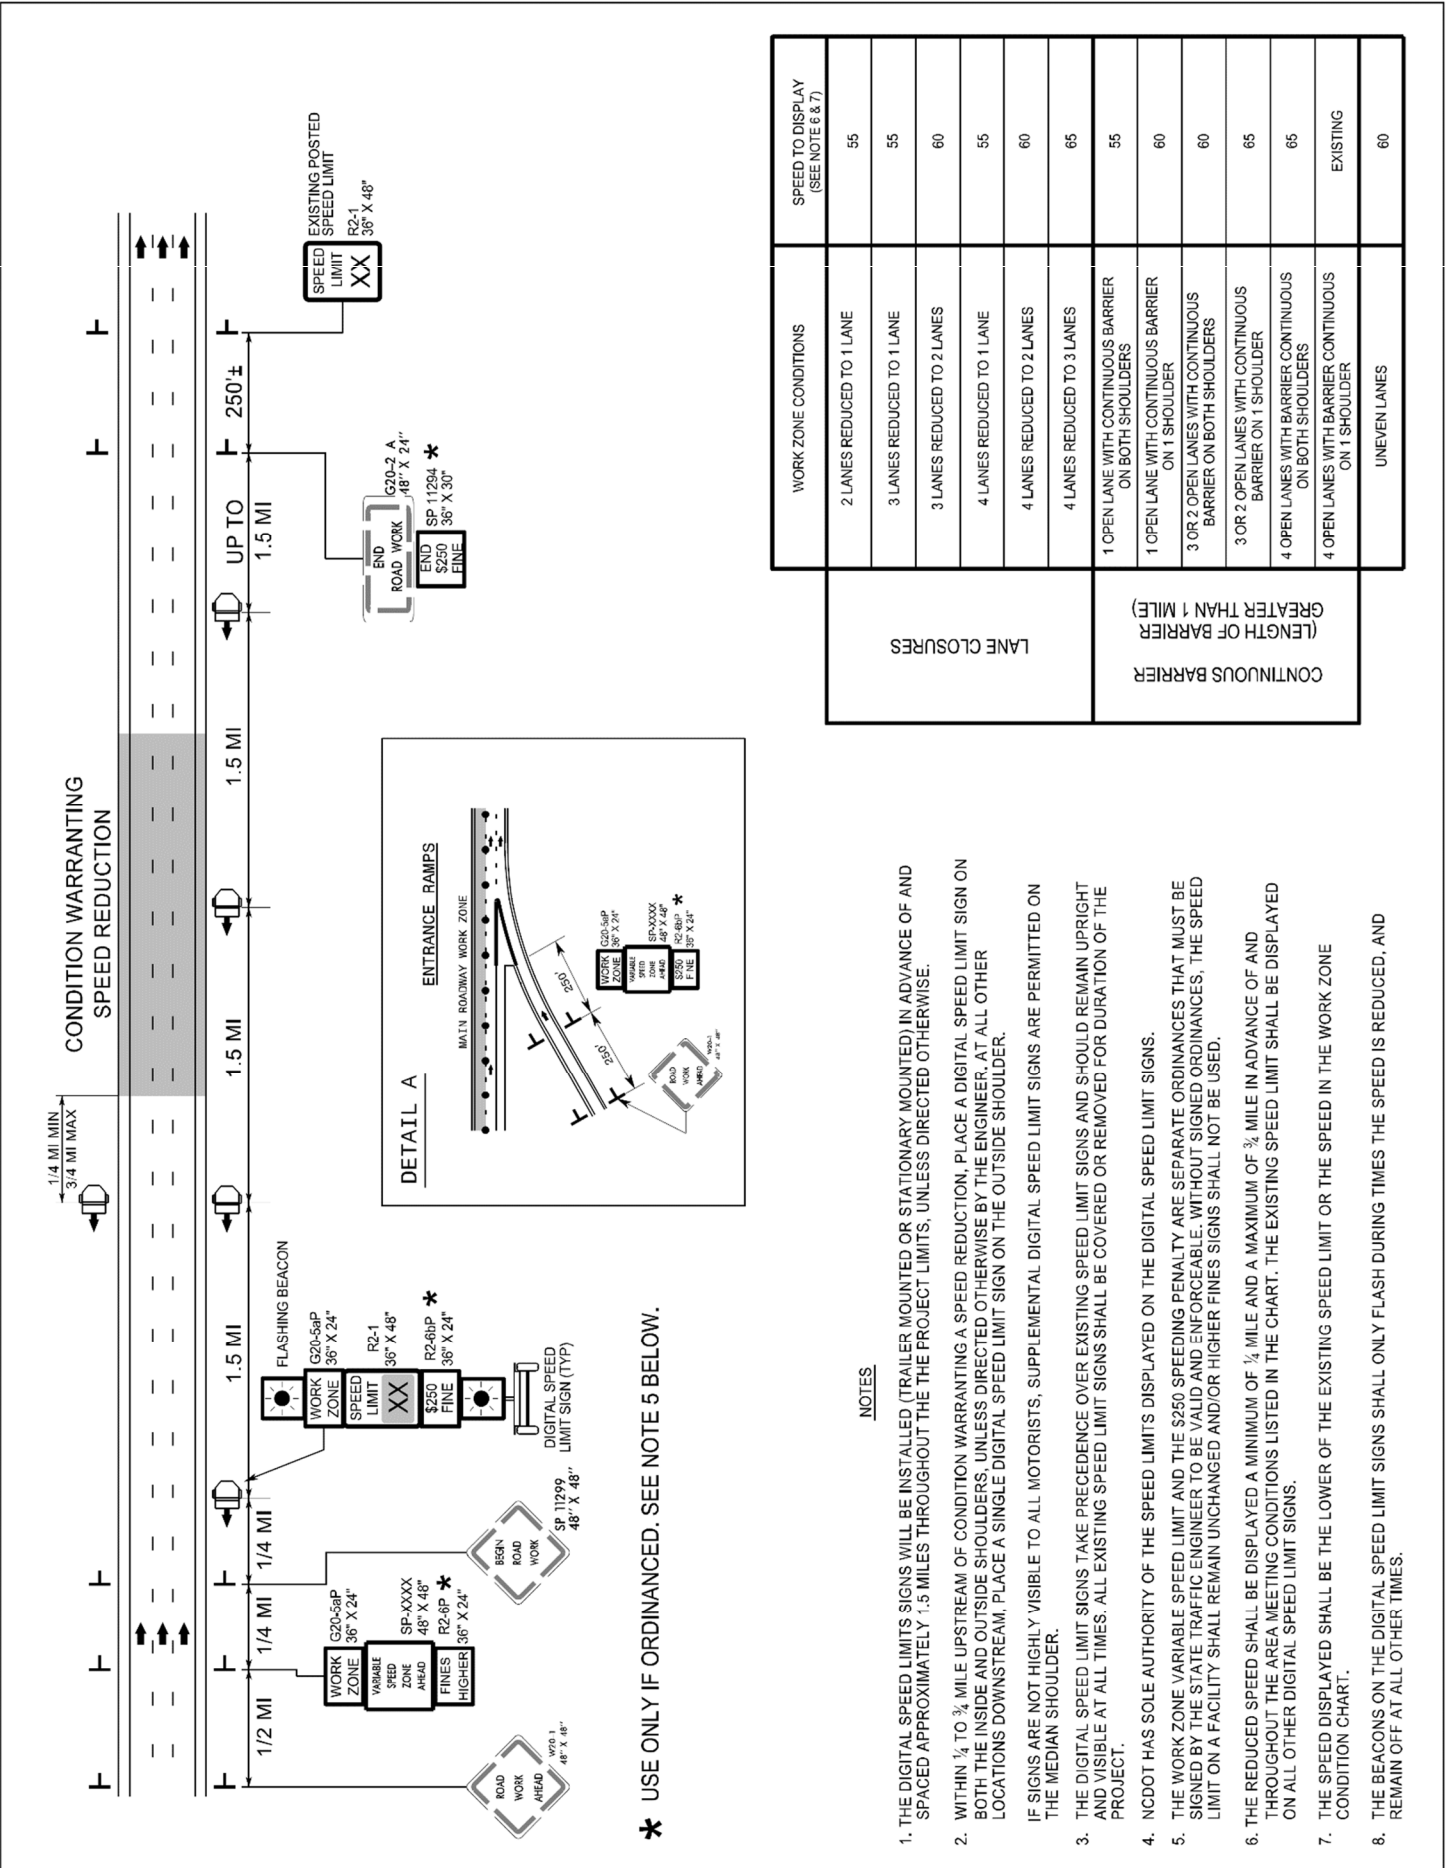 CONDITION WARRANTING
SPEED REDUCTION
1/4 MI MIN
3/4 MI MAX
1/2 MI
1/4 MI
1/4 MI
1.5 MI
1.5 MI
1.5 MI
UP TO
1.5 MI
250'±
ROAD
WORK
AHEAD
W20-1
48" X 48"
WORK
ZONE
VARIABLE
SPEED
ZONE
AHEAD
FINES
HIGHER
G20-5aP
36" X 24"
SP-XXXX
48" X 48"
R2-6P *
36" X 24"
BEGIN
ROAD
WORK
SP 11299
48" X 48"
FLASHING BEACON
WORK
ZONE
SPEED
LIMIT
XX
$250
FINE
G20-5aP
36" X 24"
R2-1
36" X 48"
R2-6bP *
36" X 24"
DIGITAL SPEED
LIMIT SIGN (TYP)
END
ROAD WORK
G20-2 A
48" X 24"
END
$250
FINE
SP 11294 *
36" X 30"
SPEED
LIMIT
XX
EXISTING POSTED
SPEED LIMIT
R2-1
36" X 48"
* USE ONLY IF ORDINANCED. SEE NOTE 5 BELOW.
DETAIL A
ENTRANCE RAMPS
MAIN ROADWAY WORK ZONE
250'
250'
ROAD
WORK
AHEAD
W20-1
48" X 48"
WORK
ZONE
VARIABLE
SPEED
ZONE
AHEAD
$250
FINE
G20-5aP
36" X 24"
SP-XXXX
48" X 48"
R2-6bP *
36" X 24"
NOTES
1. THE DIGITAL SPEED LIMITS SIGNS WILL BE INSTALLED (TRAILER MOUNTED OR STATIONARY MOUNTED) IN ADVANCE OF AND
SPACED APPROXIMATELY 1.5 MILES THROUGHOUT THE THE PROJECT LIMITS, UNLESS DIRECTED OTHERWISE.
2. WITHIN ¼ TO ¾ MILE UPSTREAM OF CONDITION WARRANTING A SPEED REDUCTION, PLACE A DIGITAL SPEED LIMIT SIGN ON
BOTH THE INSIDE AND OUTSIDE SHOULDERS, UNLESS DIRECTED OTHERWISE BY THE ENGINEER. AT ALL OTHER
LOCATIONS DOWNSTREAM, PLACE A SINGLE DIGITAL SPEED LIMIT SIGN ON THE OUTSIDE SHOULDER.
IF SIGNS ARE NOT HIGHLY VISIBLE TO ALL MOTORISTS, SUPPLEMENTAL DIGITAL SPEED LIMIT SIGNS ARE PERMITTED ON
THE MEDIAN SHOULDER.
3. THE DIGITAL SPEED LIMIT SIGNS TAKE PRECEDENCE OVER EXISTING SPEED LIMIT SIGNS AND SHOULD REMAIN UPRIGHT
AND VISIBLE AT ALL TIMES. ALL EXISTING SPEED LIMIT SIGNS SHALL BE COVERED OR REMOVED FOR DURATION OF THE
PROJECT.
4. NCDOT HAS SOLE AUTHORITY OF THE SPEED LIMITS DISPLAYED ON THE DIGITAL SPEED LIMIT SIGNS.
5. THE WORK ZONE VARIABLE SPEED LIMIT AND THE $250 SPEEDING PENALTY ARE SEPARATE ORDINANCES THAT MUST BE
SIGNED BY THE STATE TRAFFIC ENGINEER TO BE VALID AND ENFORCEABLE. WITHOUT SIGNED ORDINANCES, THE SPEED
LIMIT ON A FACILITY SHALL REMAIN UNCHANGED AND/OR HIGHER FINES SIGNS SHALL NOT BE USED.
6. THE REDUCED SPEED SHALL BE DISPLAYED A MINIMUM OF ¼ MILE AND A MAXIMUM OF ¾ MILE IN ADVANCE OF AND
THROUGHOUT THE AREA MEETING CONDITIONS LISTED IN THE CHART. THE EXISTING SPEED LIMIT SHALL BE DISPLAYED
ON ALL OTHER DIGITAL SPEED LIMIT SIGNS.
7. THE SPEED DISPLAYED SHALL BE THE LOWER OF THE EXISTING SPEED LIMIT OR THE SPEED IN THE WORK ZONE
CONDITION CHART.
8. THE BEACONS ON THE DIGITAL SPEED LIMIT SIGNS SHALL ONLY FLASH DURING TIMES THE SPEED IS REDUCED, AND
REMAIN OFF AT ALL OTHER TIMES.
WORK ZONE CONDITIONS
SPEED TO DISPLAY
(SEE NOTE 6 & 7)
LANE CLOSURES
2 LANES REDUCED TO 1 LANE 55
3 LANES REDUCED TO 1 LANE 55
3 LANES REDUCED TO 2 LANES 60
4 LANES REDUCED TO 1 LANE 55
4 LANES REDUCED TO 2 LANES 60
4 LANES REDUCED TO 3 LANES 65
CONTINUOUS BARRIER
(LENGTH OF BARRIER
GREATER THAN 1 MILE)
1 OPEN LANE WITH CONTINUOUS BARRIER
ON BOTH SHOULDERS 55
1 OPEN LANE WITH CONTINUOUS BARRIER
ON 1 SHOULDER 60
3 OR 2 OPEN LANES WITH CONTINUOUS
BARRIER ON BOTH SHOULDERS 60
3 OR 2 OPEN LANES WITH CONTINUOUS
BARRIER ON 1 SHOULDER 65
4 OPEN LANES WITH BARRIER CONTINUOUS
ON BOTH SHOULDERS 65
4 OPEN LANES WITH BARRIER CONTINUOUS
ON 1 SHOULDER EXISTING
UNEVEN LANES 60